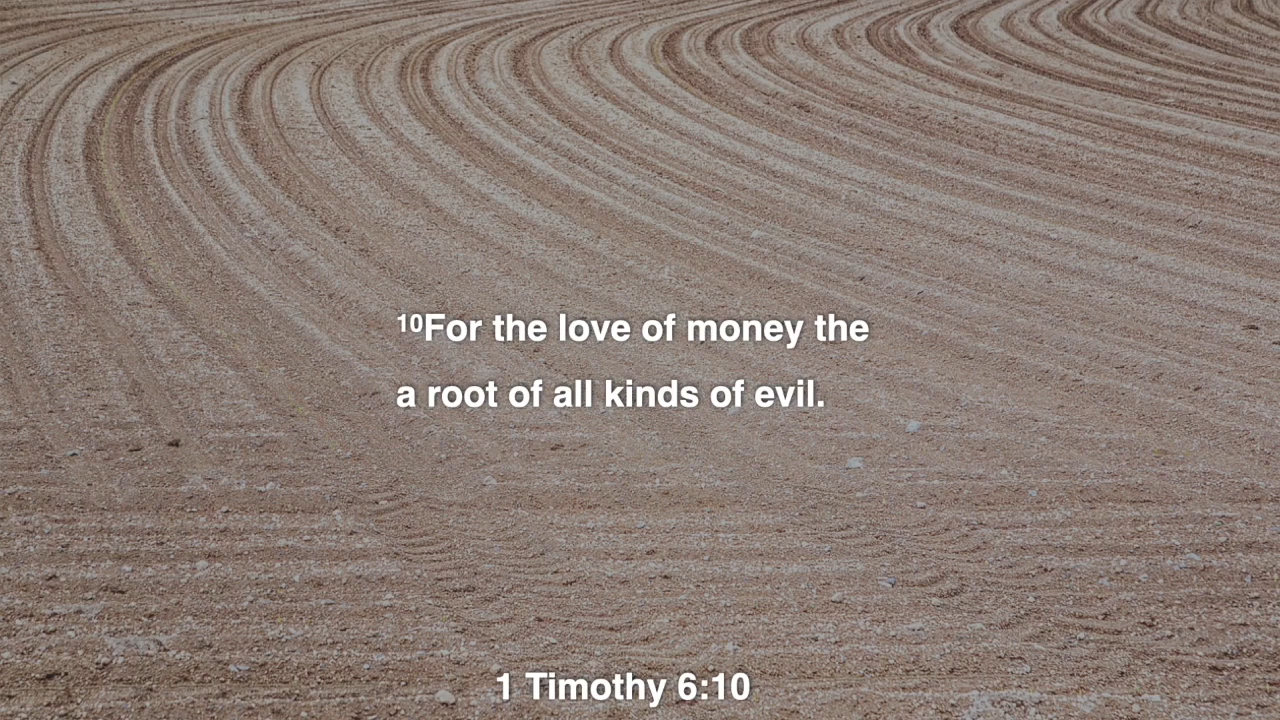 ¹⁰For the love of money the
a root of all kinds of evil.
1 Timothy 6:10